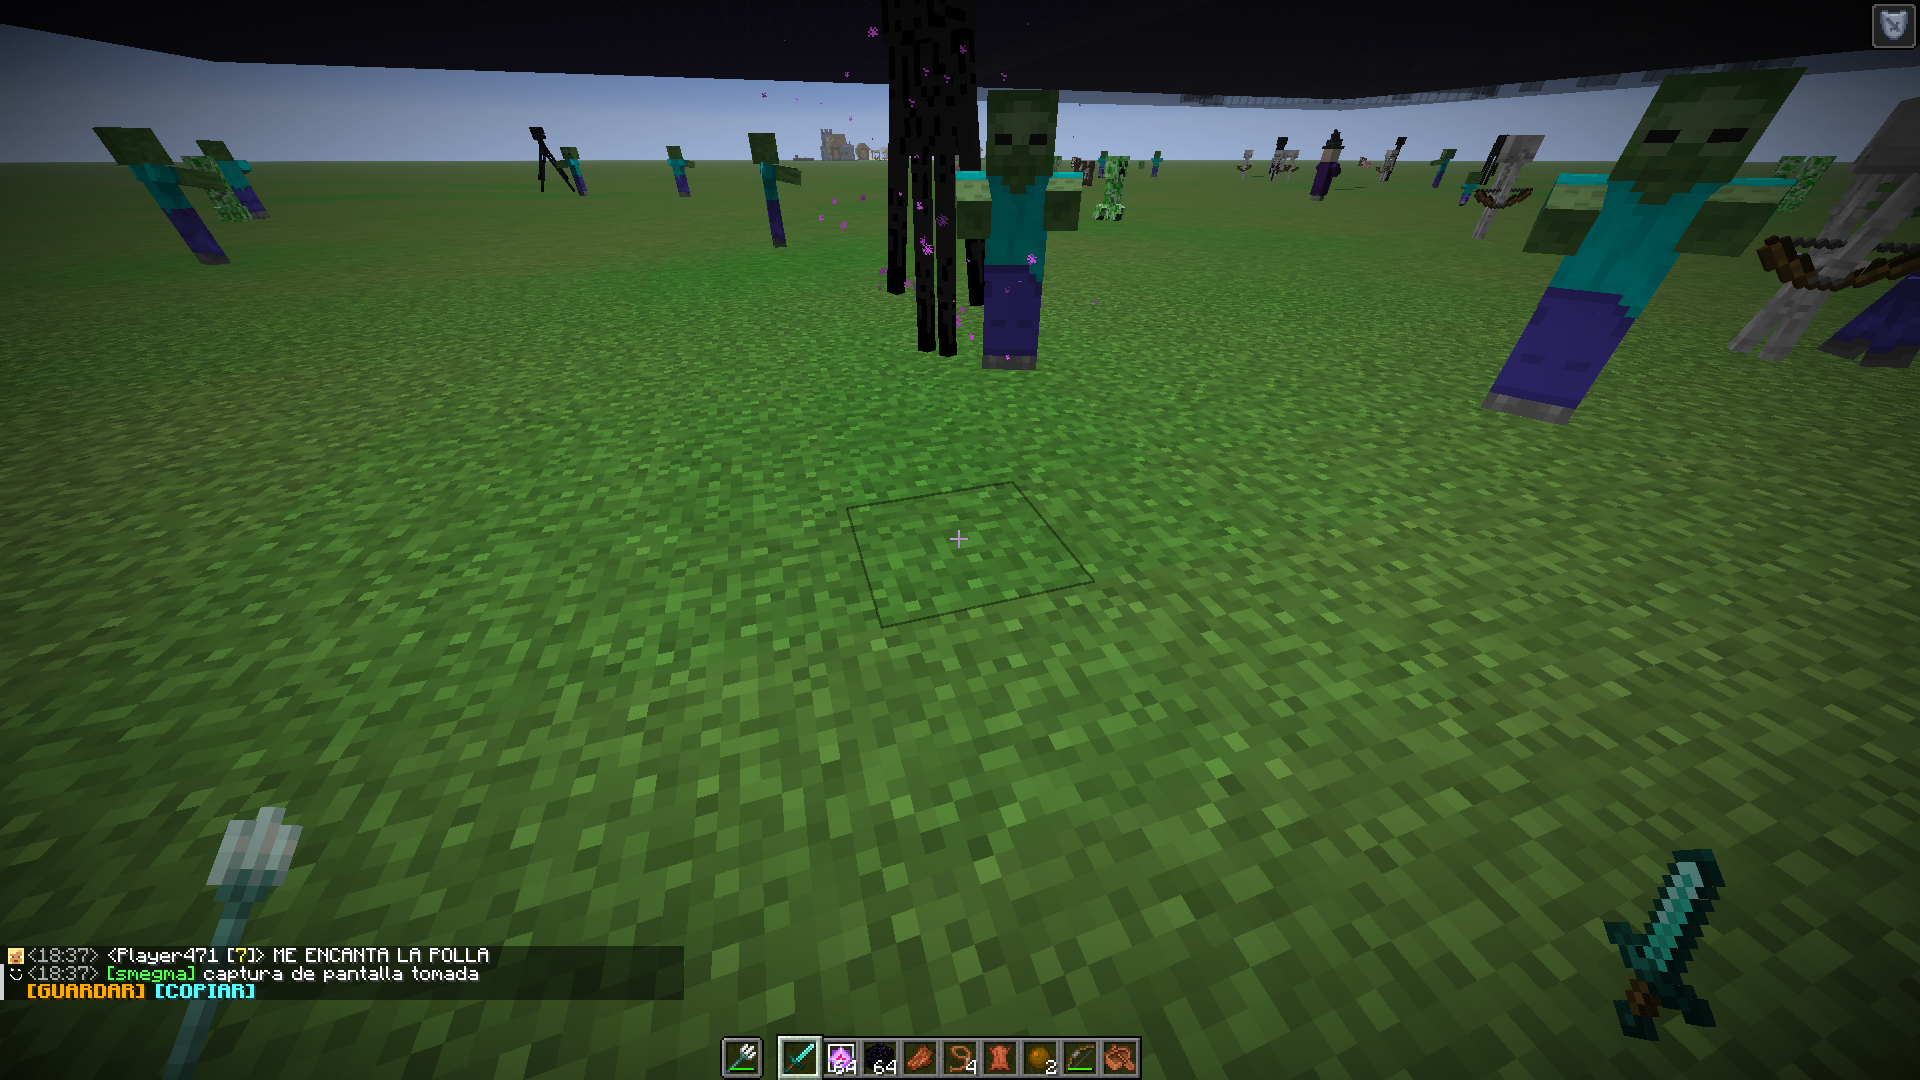 <18:37> <Player471 [7]> ME ENCANTA LA POLLA
<18:37> [smegma] captura de pantalla tomada
[GUARDAR] [COPIAR]
64 64 4 2